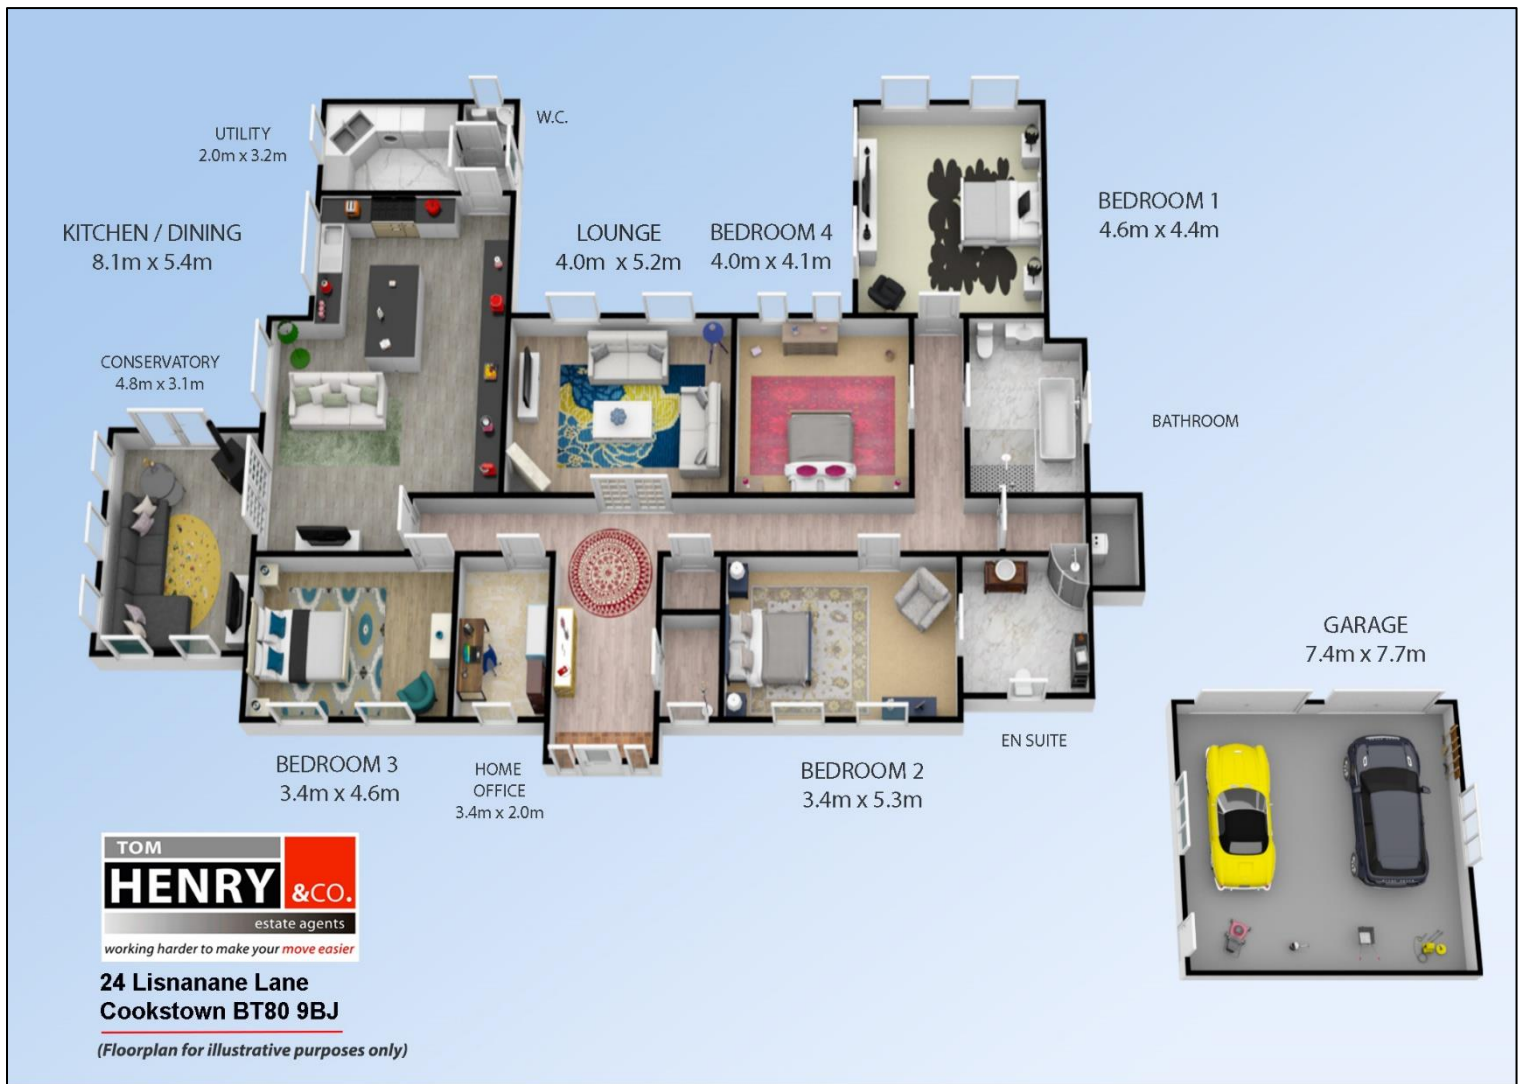 W.C.
UTILITY
2.0m x 3.2m
KITCHEN / DINING
8.1m x 5.4m
LOUNGE
4.0m x 5.2m
BEDROOM 4
4.0m x 4.1m
BEDROOM 1
4.6m x 4.4m
CONSERVATORY
4.8m x 3.1m
BATHROOM
GARAGE
7.4m x 7.7m
BEDROOM 3
3.4m x 4.6m
HOME
OFFICE
3.4m x 2.0m
BEDROOM 2
3.4m x 5.3m
EN SUITE
TOM
HENRY &CO.
estate agents
working harder to make your move easier
24 Lisnanane Lane
Cookstown BT80 9BJ
(Floorplan for illustrative purposes only)